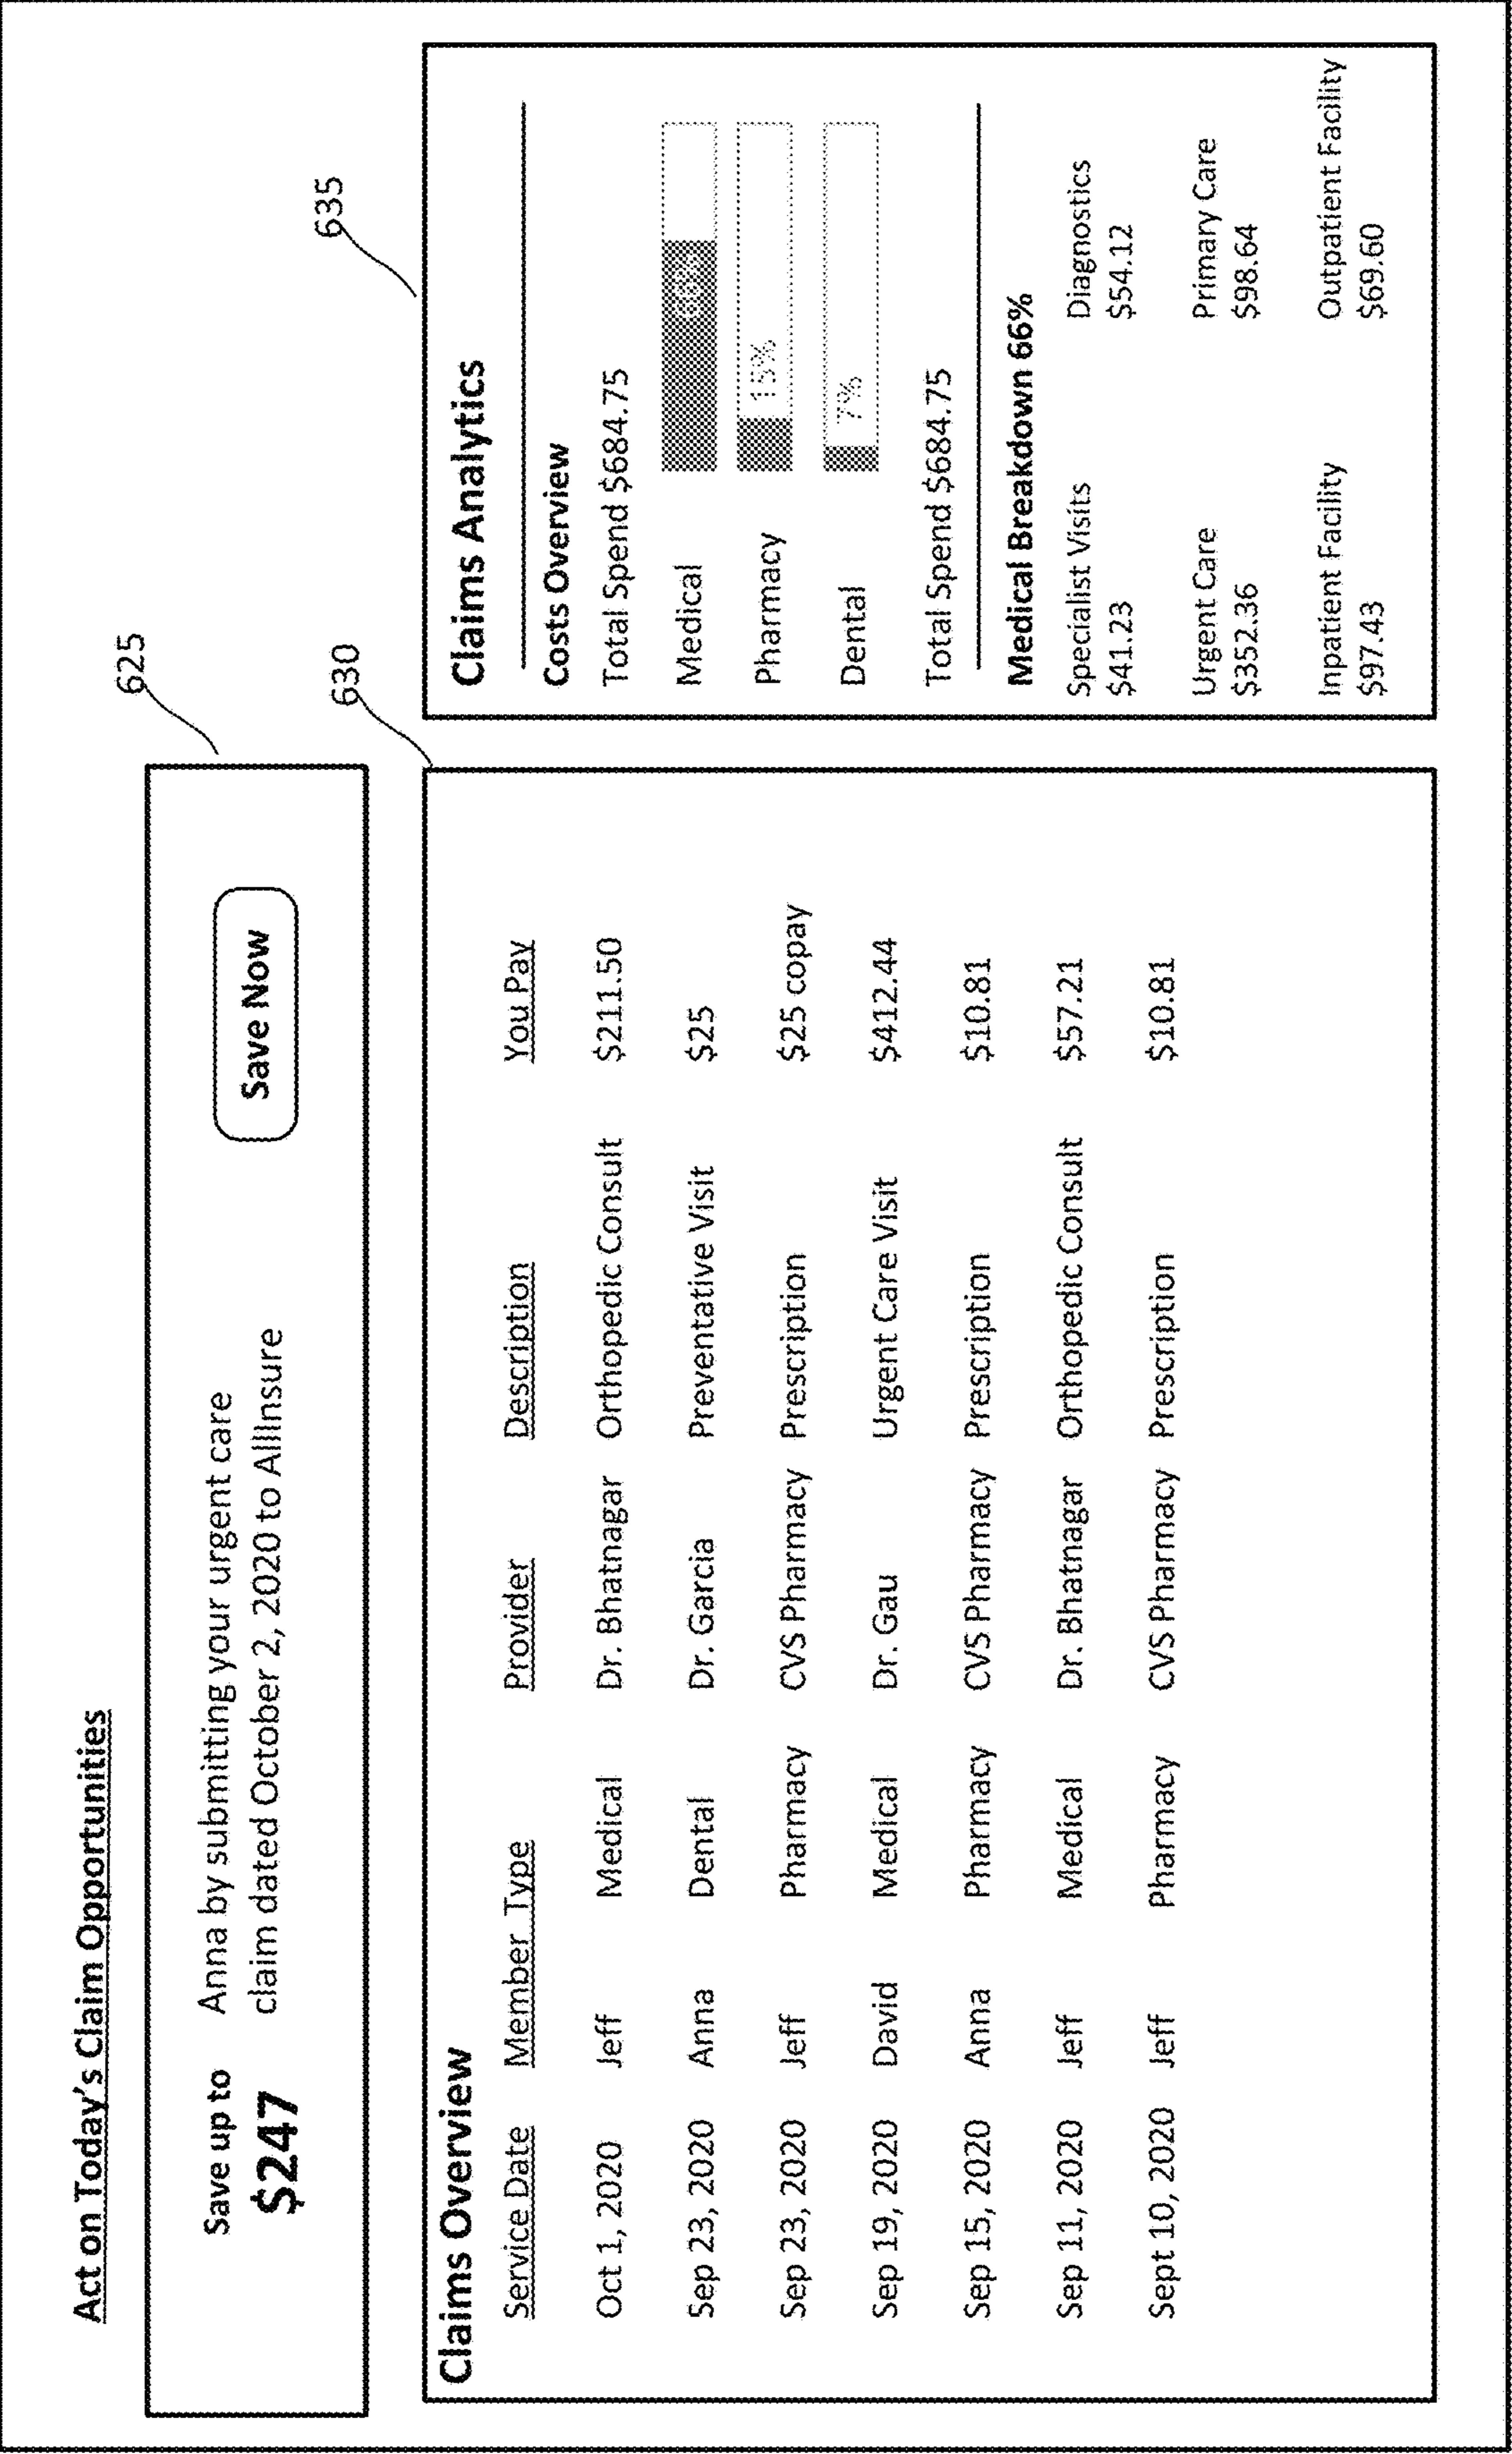 Act on Today's Claim Opportunities
625
Save up to Anna by submitting your urgent care
$247 claim dated October 2, 2020 to AllInsure
Save Now
630
Claims Overview
Service Date Member Type Provider Description You Pay
Oct 1, 2020 Jeff Medical Dr. Bhatnagar Orthopedic Consult $211.50
Sep 23, 2020 Anna Dental Dr. Garcia Preventative Visit $25
Sep 23, 2020 Jeff Pharmacy CVS Pharmacy Prescription $25 copay
Sep 19, 2020 David Medical Dr. Gau Urgent Care Visit $412.44
Sep 15, 2020 Anna Pharmacy CVS Pharmacy Prescription $10.81
Sep 11, 2020 Jeff Medical Dr. Bhatnagar Orthopedic Consult $57.21
Sept 10, 2020 Jeff Pharmacy CVS Pharmacy Prescription $10.81
635
Claims Analytics
Costs Overview
Total Spend $684.75
Medical 66%
Pharmacy 15%
Dental 7%
Total Spend $684.75
Medical Breakdown 66%
Specialist Visits Diagnostics
$41.23 $54.12
Urgent Care Primary Care
$352.36 $98.64
Inpatient Facility Outpatient Facility
$97.43 $69.60